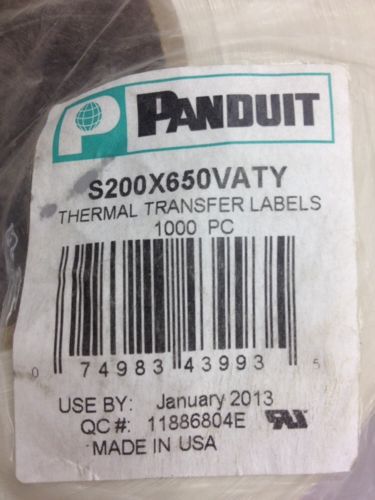 P PANDUIT
S200X650VATY
THERMAL TRANSFER LABELS
1000 PC
0 74983 43993 5
USE BY: January 2013
QC #: 11886804E
MADE IN USA